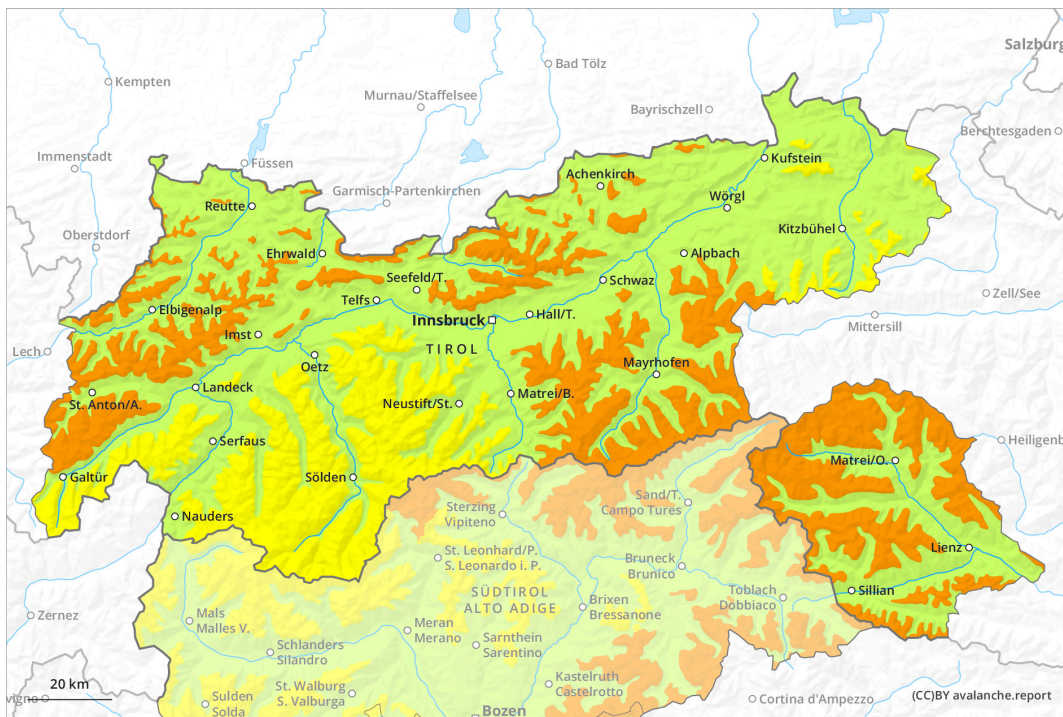 Salzburg
Kempten
Bad Tölz
Murnau/Staffelsee
Bayrischzell
Berchtesgaden
Immenstadt
Füssen
Kufstein
Achenkirch
Garmisch-Partenkirchen
Reutte
Wörgl
Oberstdorf
Kitzbühel
Ehrwald
Alpbach
Seefeld/T.
Schwaz
Zell/See
Telfs
Elbigenalp
Innsbruck
Hall/T.
Mittersill
Imst
Lech
TIROL
Oetz
Mayrhofen
Landeck
Matrei/B.
St. Anton/A.
Neustift/St.
Serfaus
Heiligenb
Matrei/O.
Galtür
Sölden
Sand/T.
Campo Tures
Sterzing
Vipiteno
Nauders
Lienz
St. Leonhard/P.
S. Leonardo i. P.
Bruneck
Brunico
Sillian
SÜDTIROL
ALTO ADIGE
Toblach
Dobbiaco
Zernez
Mals
Malles V.
Brixen
Bressanone
Meran
Merano
Schlanders
Silandro
Sarnthein
Sarentino
Kastelruth
Castelrotto
20 km
St. Walburg
S. Valburga
vigno
Sulden
Solda
Cortina d'Ampezzo
(CC)BY avalanche.report
Bozen